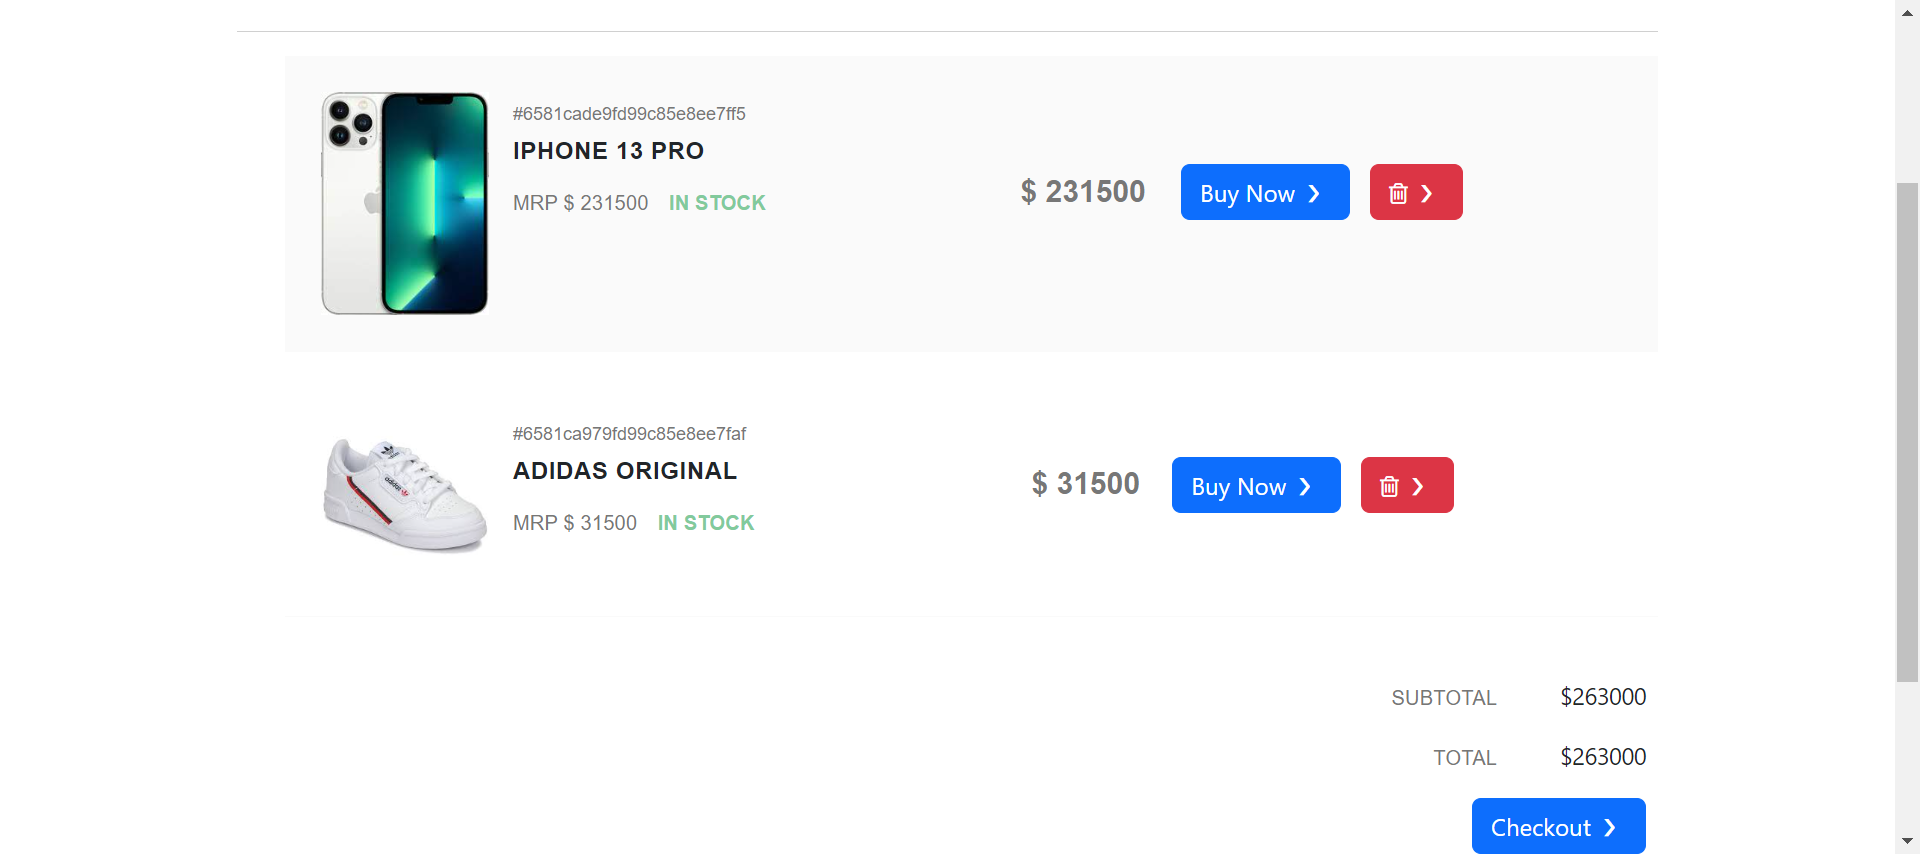 #6581cade9fd99c85e8ee7ff5
IPHONE 13 PRO
MRP $ 231500 IN STOCK
$ 231500
Buy Now
#6581ca979fd99c85e8ee7faf
ADIDAS ORIGINAL
MRP $ 31500 IN STOCK
$ 31500
Buy Now
adidas
SUBTOTAL $263000
TOTAL $263000
Checkout